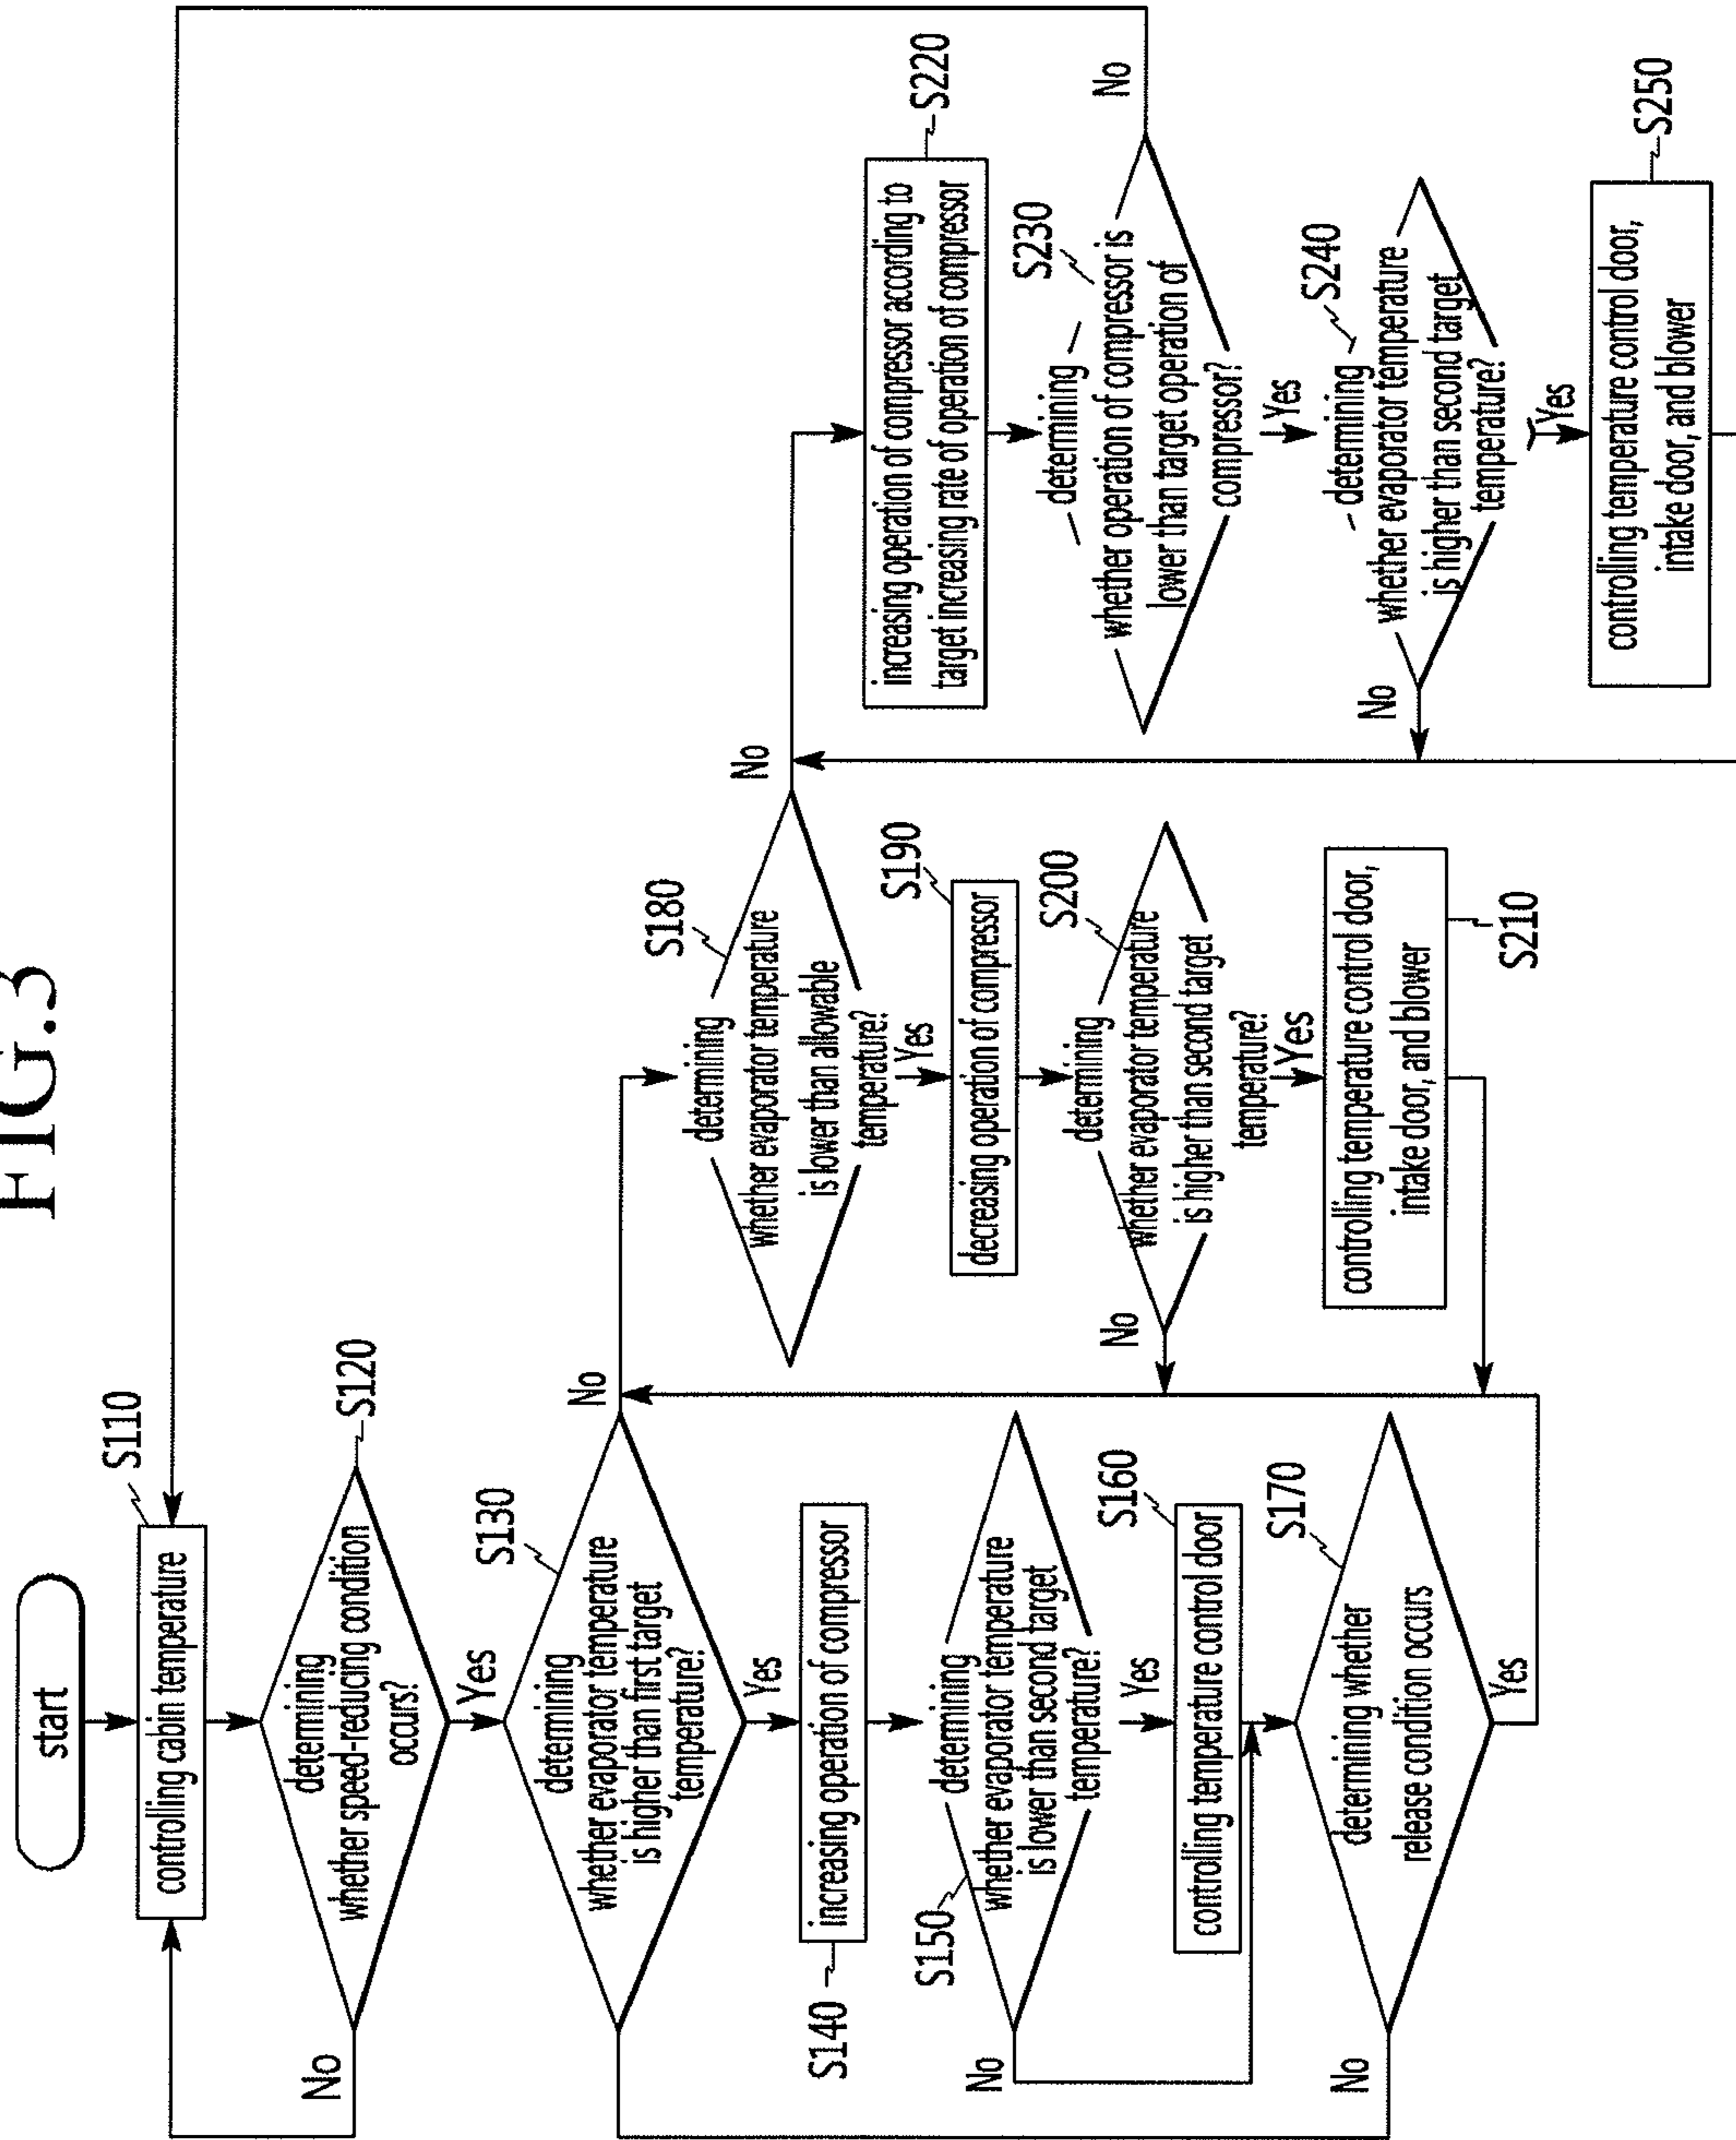 FIG.3
start
controlling cabin temperature
S110
determining
whether speed-reducing condition
occurs?
S120
No
Yes
determining
whether evaporator temperature
is higher than first target
temperature?
S130
No
Yes
increasing operation of compressor
S140
determining
whether evaporator temperature
is lower than second target
temperature?
S150
No
Yes
controlling temperature control door
S160
determining whether
release condition occurs
S170
No
Yes
determining
whether evaporator temperature
is lower than allowable
temperature?
S180
No
Yes
decreasing operation of compressor
S190
determining
whether evaporator temperature
is higher than second target
temperature?
S200
No
Yes
controlling temperature control door,
intake door, and blower
S210
increasing operation of compressor according to
target increasing rate of operation of compressor
S220
determining
whether operation of compressor is
lower than target operation of
compressor?
S230
No
Yes
determining
whether evaporator temperature
is higher than second target
temperature?
S240
No
Yes
controlling temperature control door,
intake door, and blower
S250